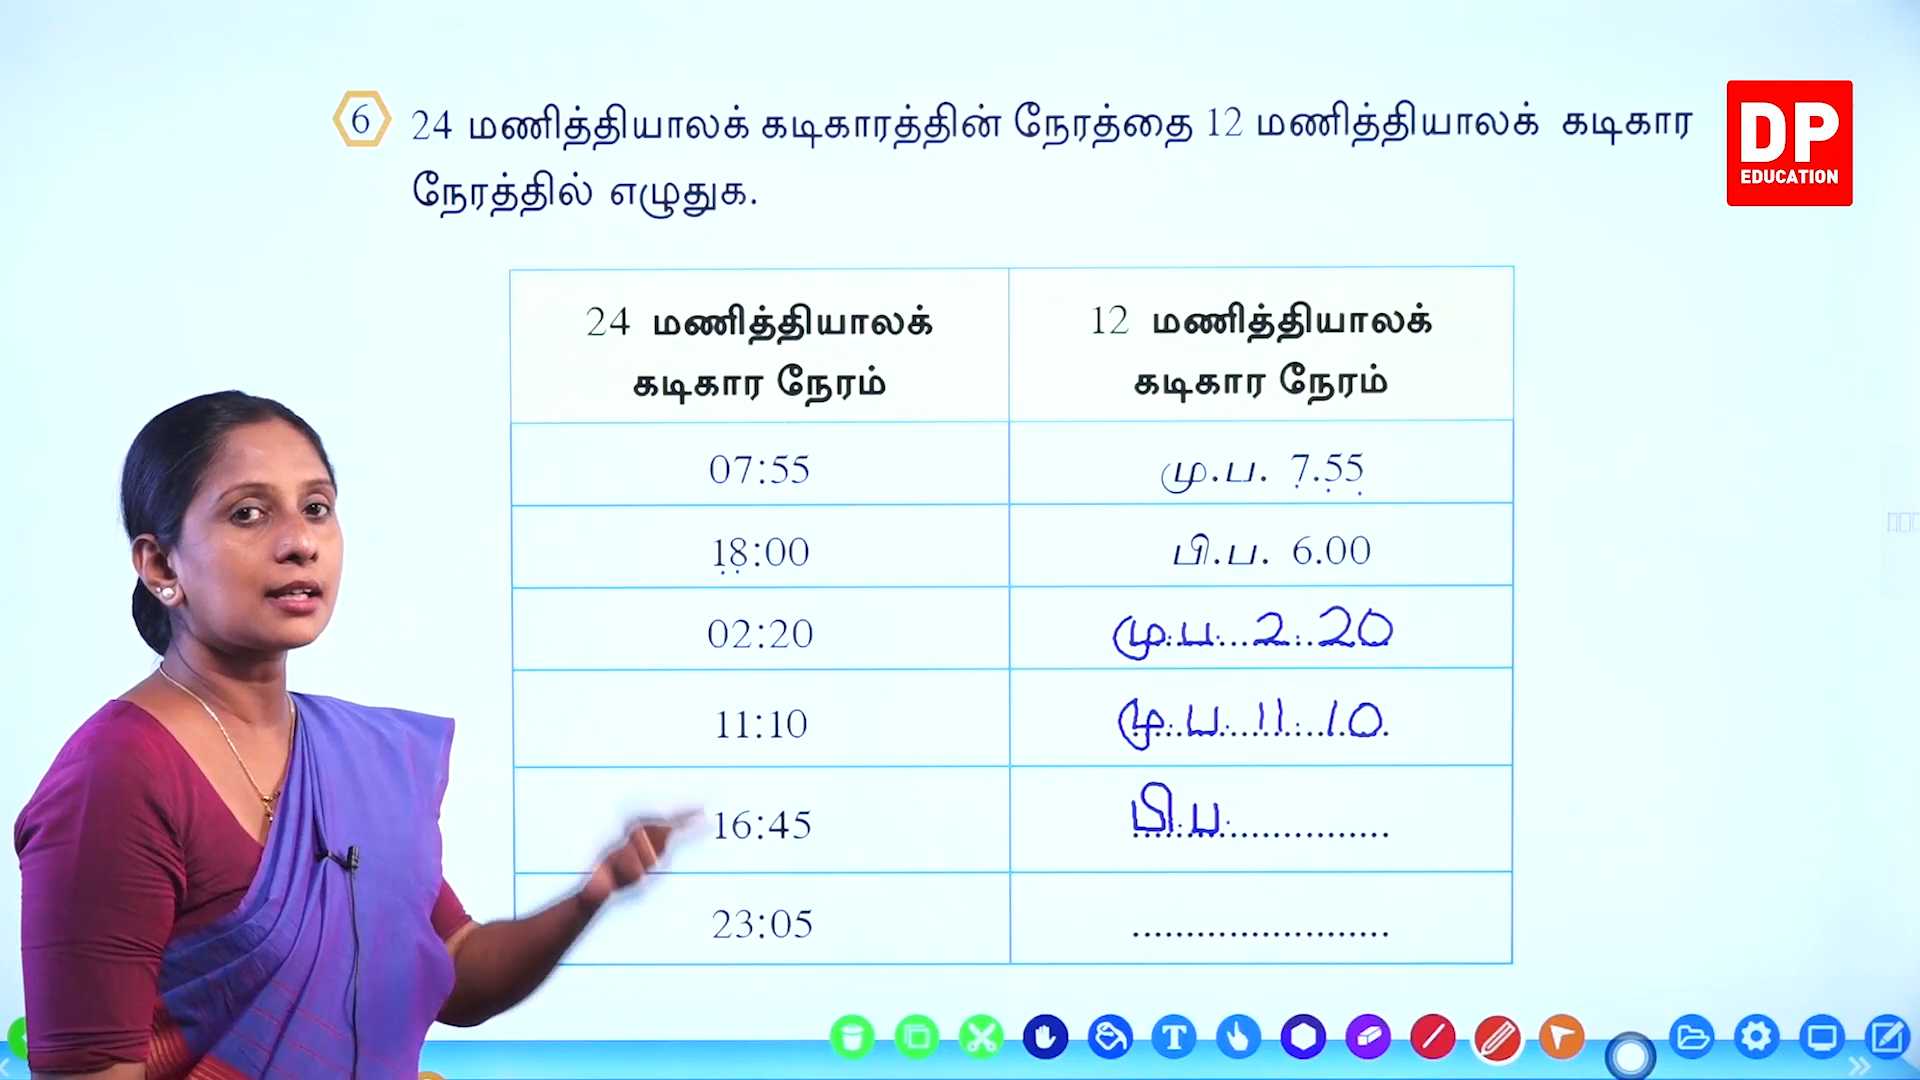 6 24 மணித்தியாலக் கடிகாரத்தின் நேரத்தை 12 மணித்தியாலக் கடிகார
நேரத்தில் எழுதுக.
DP
EDUCATION
24 மணித்தியாலக் கடிகார நேரம்
12 மணித்தியாலக் கடிகார நேரம்
07:55 மு.ப. 7.55
18:00 பி.ப. 6.00
02:20 மு.ப. 2.20
11:10 மு.ப. 11.10
16:45 பி.ப.
23:05